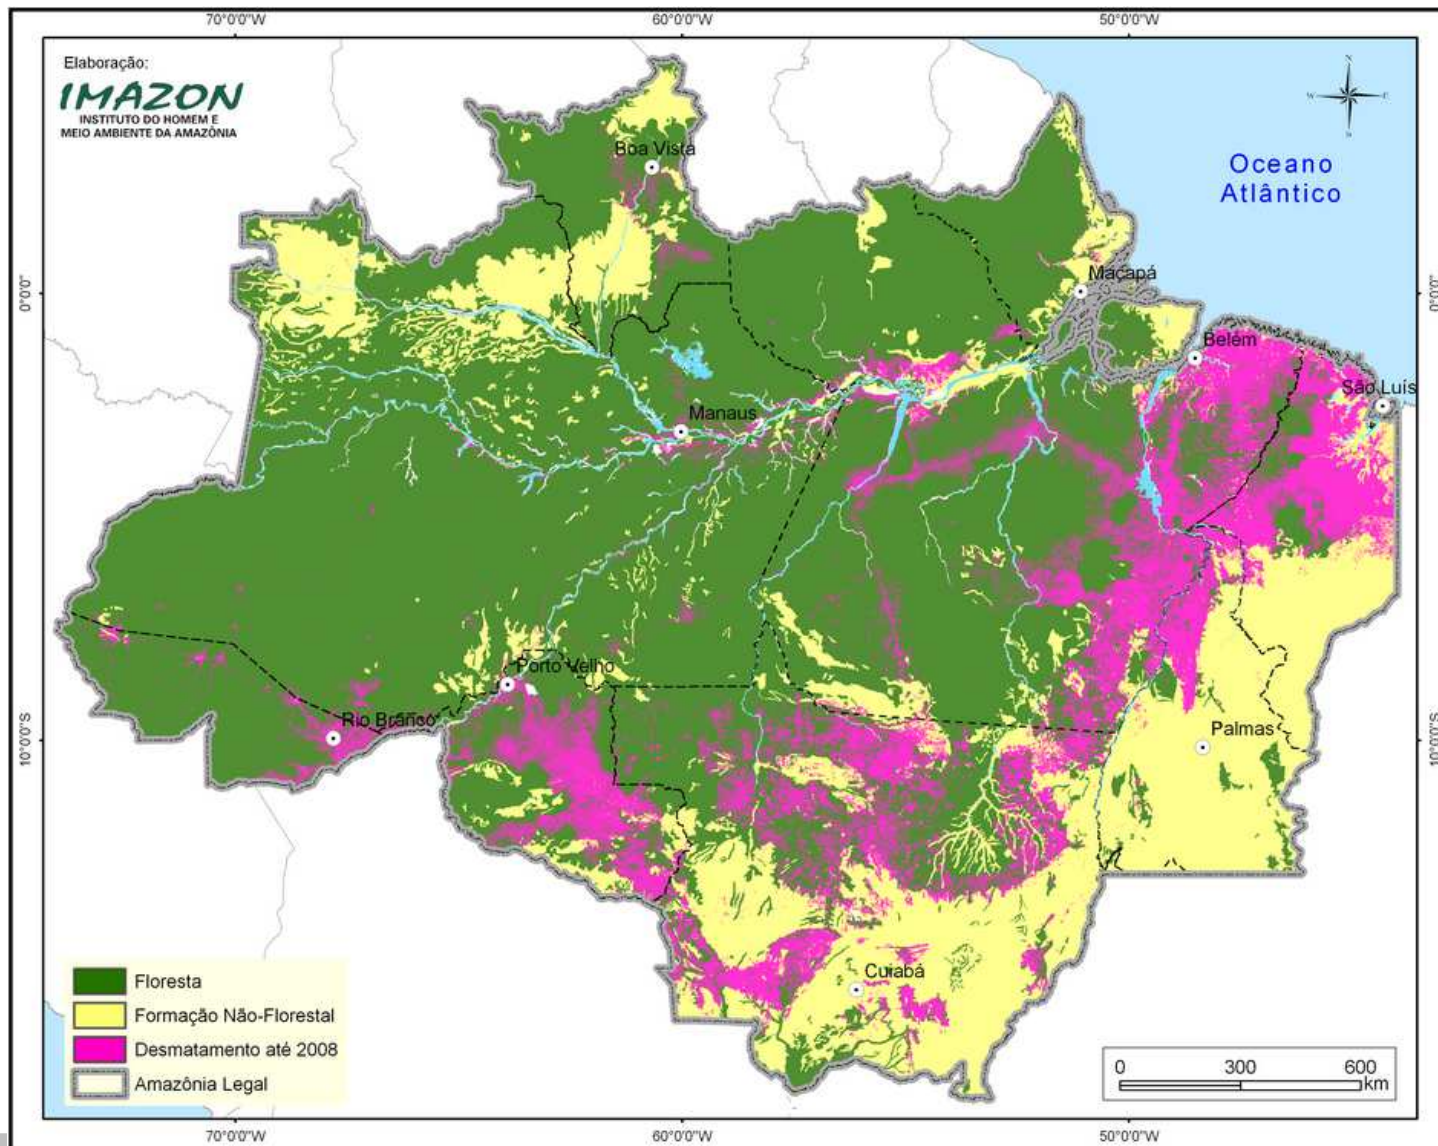 70°0'0"W 60°0'0"W 50°0'0"W
Elaboração:
IMAZON
INSTITUTO DO HOMEM E
MEIO AMBIENTE DA AMAZÔNIA
N
W E
S
Oceano
Atlântico
Boa Vista
0°0'0"
Macapá
0°0'0"
Belém
São Luis
Manaus
Porto Velho
Rio Branco
Palmas
10°0'0"S
10°0'0"S
Cuiabá
Floresta
Formação Não-Florestal
Desmatamento até 2008
Amazônia Legal
0 300 600
km
70°0'0"W 60°0'0"W 50°0'0"W